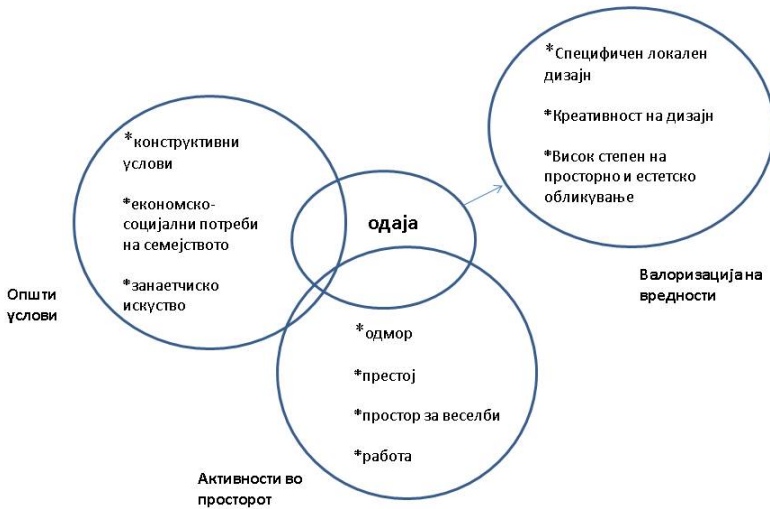 *конструктивни
услови
*економско-
социјални потреби
на семејството
*занаетчиско
искуство
Општи
услови
одаја
*Специфичен локален
дизајн
*Креативност на дизајн
*Висок степен на
просторно и естетско
обликување
Валоризација на
вредности
*одмор
*престој
*простор за веселби
*работа
Активности во
просторот